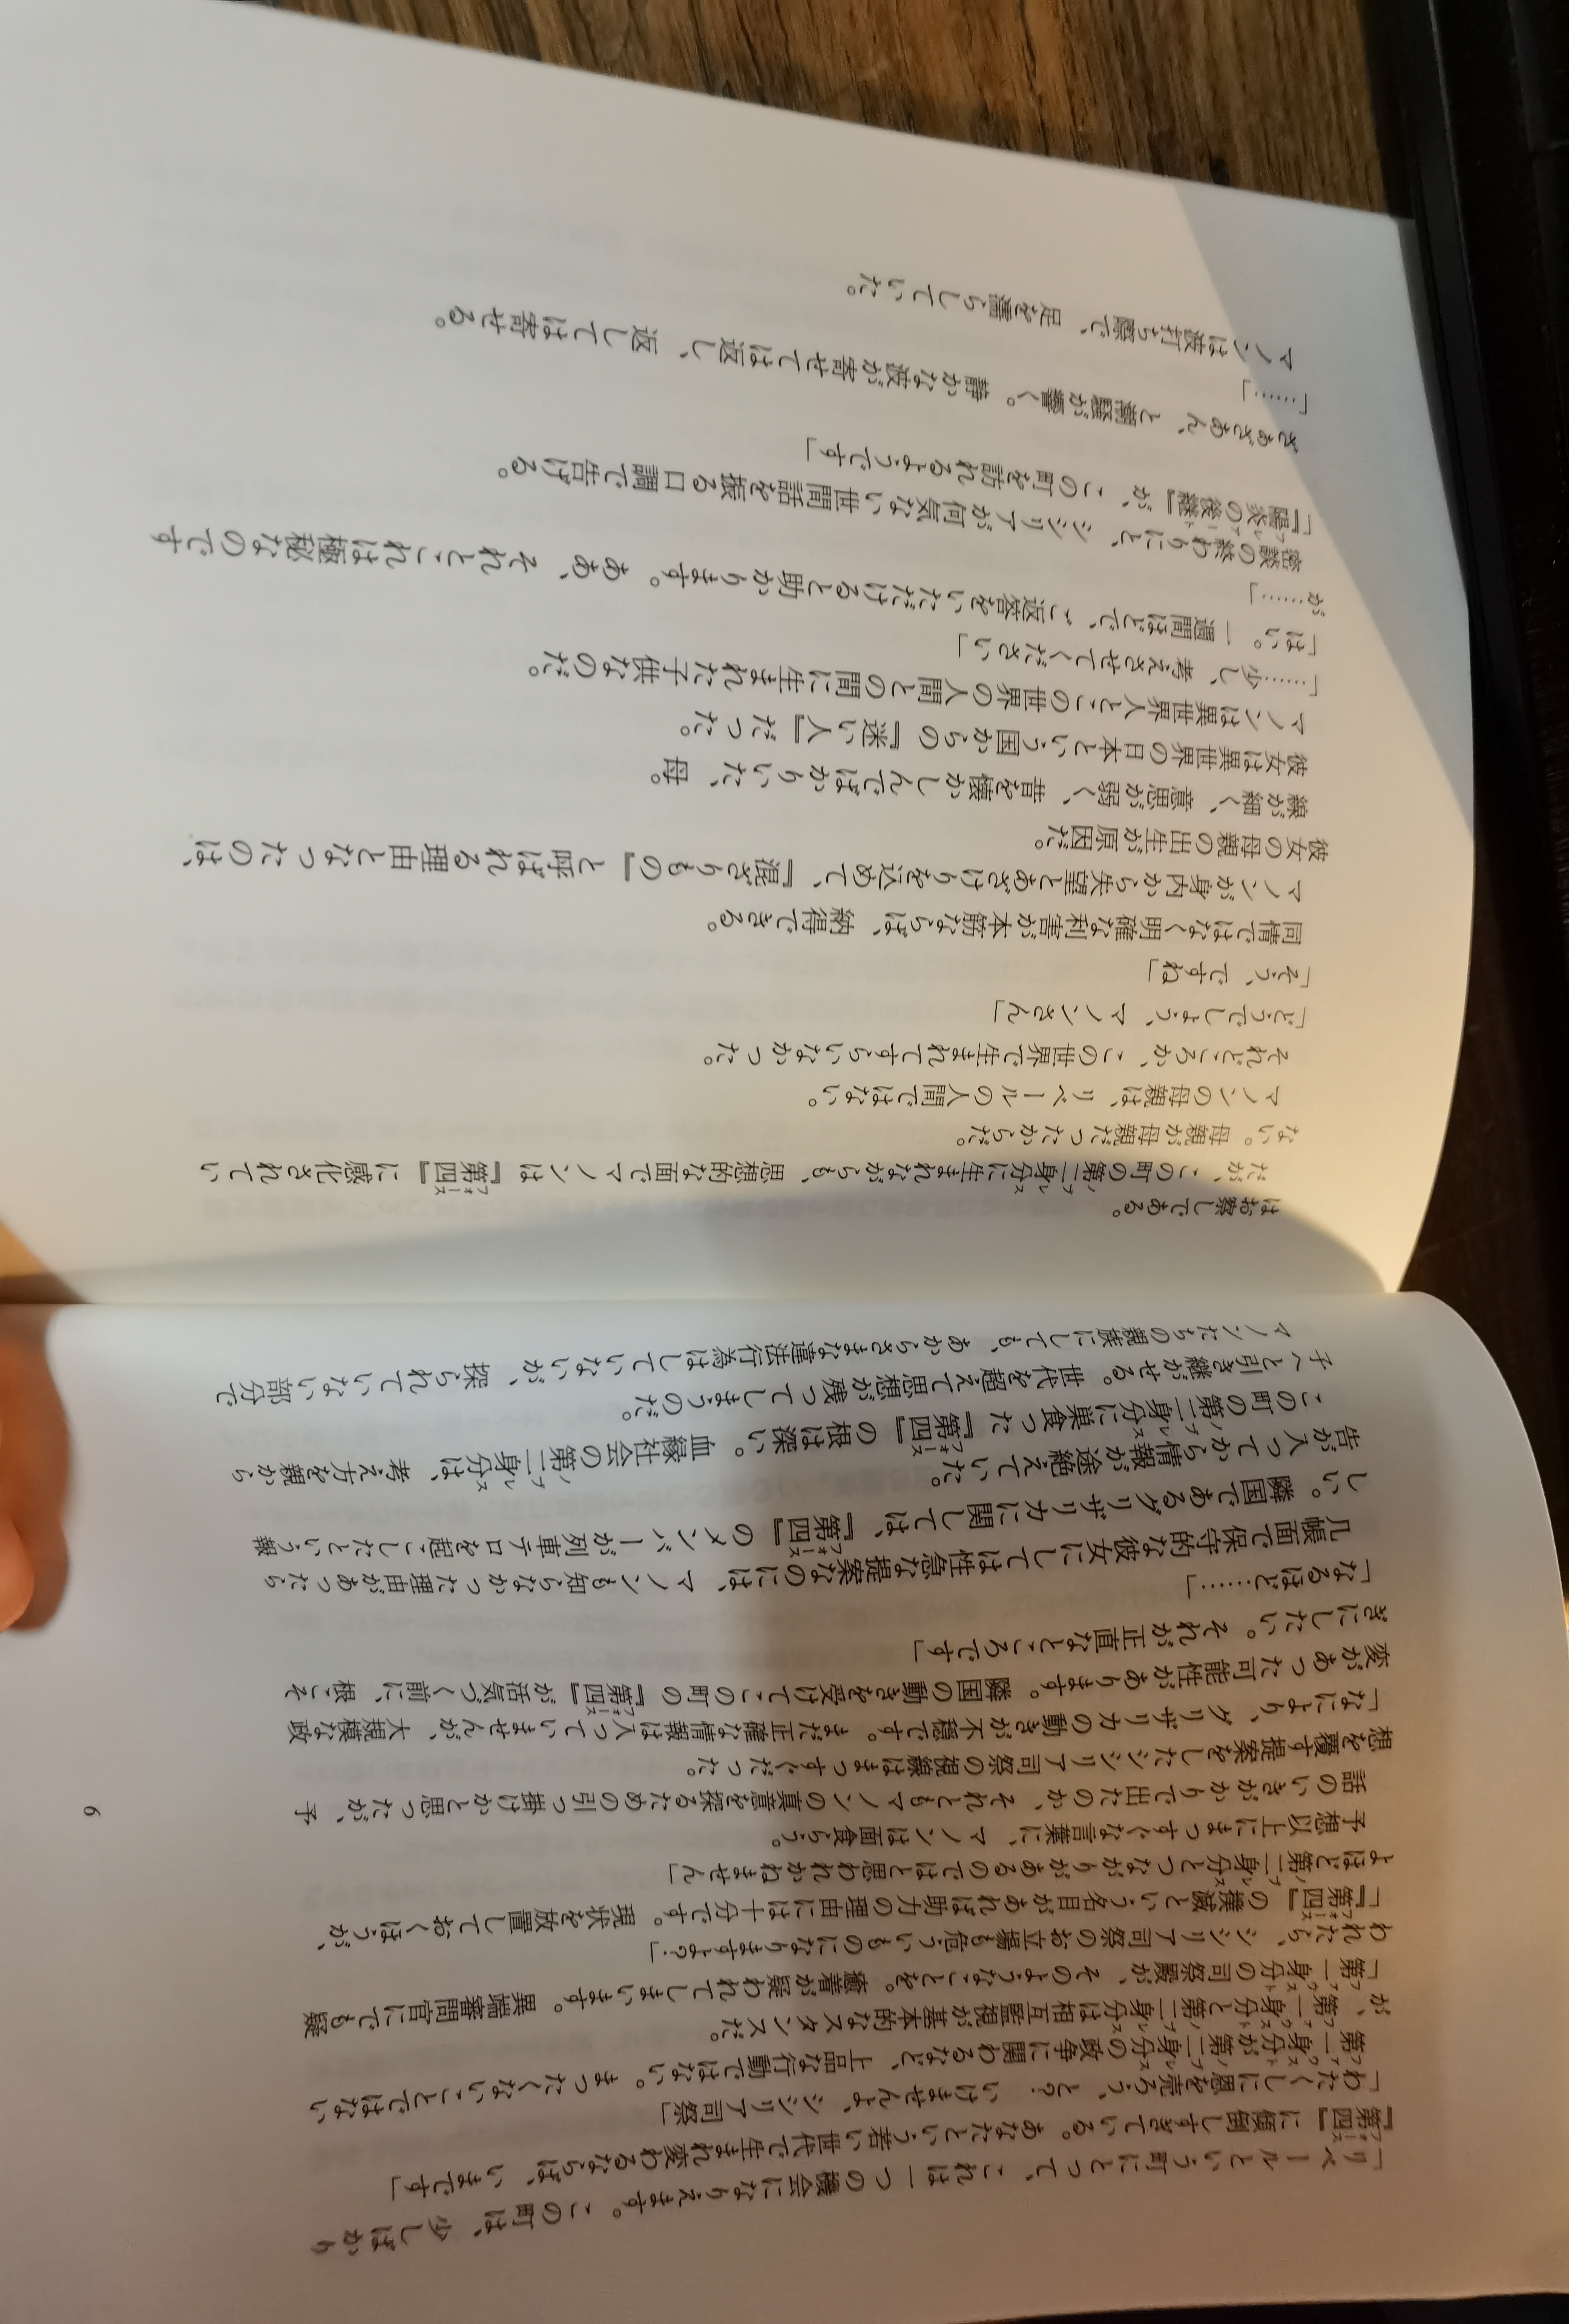 「リベールという町にとって、これは一つの機会になりえます。この町は、少しばかり
『第四』に傾倒しすぎている。あなたという若い世代で生まれ変わるならば、いまです」
「わたくしに恩を売ろう、と？　いけませんよ、シシリア司祭」
第一身分が第二身分の政争に関わるなど、上品な行動ではない。まったくないことではない
が、第一身分と第二身分は相互監視が基本的なスタンスだ。
「第一身分の司祭殿が、そのようなことを。癒着が疑われてしまいます。異端審問官にでも疑
われたら、シシリア司祭のお立場も危ういものになりますよ？」
「『第四』の撲滅という名目があれば助力の理由には十分です。現状を放置しておくほうが、
よほど第二身分とつながりがあるのではと思われかねません」
予想以上にまっすぐな言葉に、マノンは面食らう。
話のいきがかりで出たのか、それともマノンの真意を探るための引っ掛けかと思ったが、予
想を覆す提案をしたシシリア司祭の視線はまっすぐだった。
「なにより、グリザリカの動きが不穏です。まだ正確な情報は入っていませんが、大規模な政
変があった可能性があります。隣国の動きを受けてこの町の『第四』が活気づく前に、根こそ
ぎにしたい。それが正直なところです」
「なるほど……」
几帳面で保守的な彼女にしては性急な提案なのには、マノンも知らなかった理由があったら
しい。隣国であるグリザリカに関しては、『第四』のメンバーが列車テロを起こしたという報
告が入ってから情報が途絶えていた。
この町の第二身分に巣食った『第四』の根は深い。血縁社会の第二身分は、考え方を親から
子へと引き継がせる。世代を超えて思想が残ってしまうのだ。
マノンたちの親族にしても、あからさまな違法行為はしていないが、探られていない部分で
6
はお察しである。
だが、この町の第二身分に生まれながらも、思想的な面でマノンは『第四』に感化されてい
ない。母親が母親だったからだ。
マノンの母親は、リベールの人間ではない。
それどころか、この世界で生まれてすらいなかった。
「どうでしょう、マノンさん」
「そう、ですね」
同情ではなく明確な利害が本筋ならば、納得できる。
マノンが身内から失望とあざけりを込めて、『混ざりもの』と呼ばれる理由となったのは、
彼女の母親の出生が原因だ。
線が細く、意思が弱く、昔を懐かしんでばかりいた、母。
彼女は異世界の日本という国からの『迷い人』だった。
マノンは異世界人とこの世界の人間との間に生まれた子供なのだ。
「……少し、考えさせてください」
「はい。一週間ほどで、ご返答をいただけると助かります。ああ、それとこれは極秘なのです
が……」
密談の終わりにと、シシリアが何気ない世間話を振る口調で告げる。
「『陽炎の後継』が、この町を訪れるようです」
ざぁざあん、と潮騒が響く。静かな波が寄せては返し、返しては寄せる。
「……」
マノンは波打ち際で、足を濡らしていた。